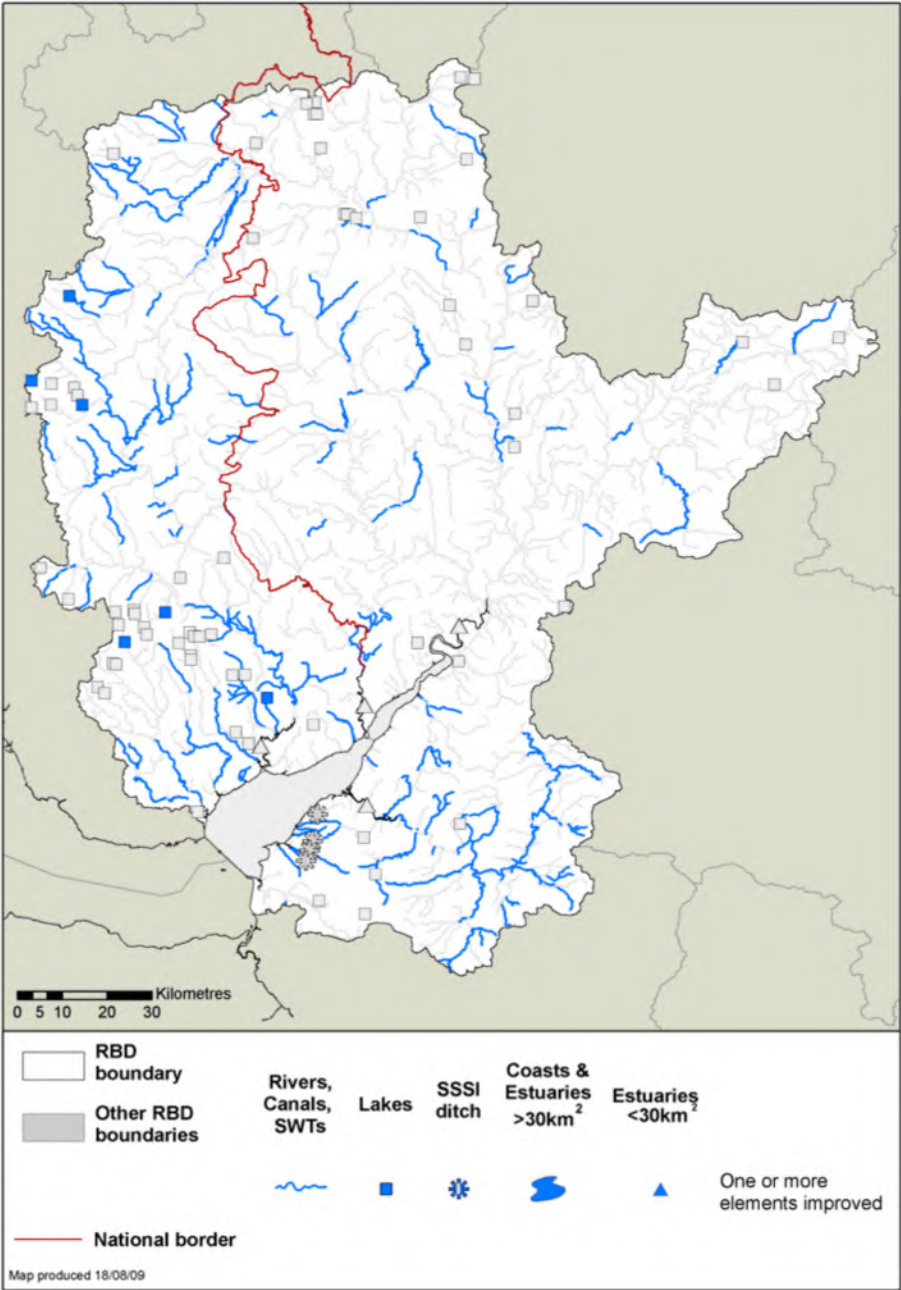 Kilometres
0 5 10 20 30
RBD
boundary
Other RBD
boundaries
Rivers,
Canals,
SWTs
Lakes
SSSI
ditch
Coasts &
Estuaries
>30km²
Estuaries
<30km²
One or more
elements improved
National border
Map produced 18/08/09